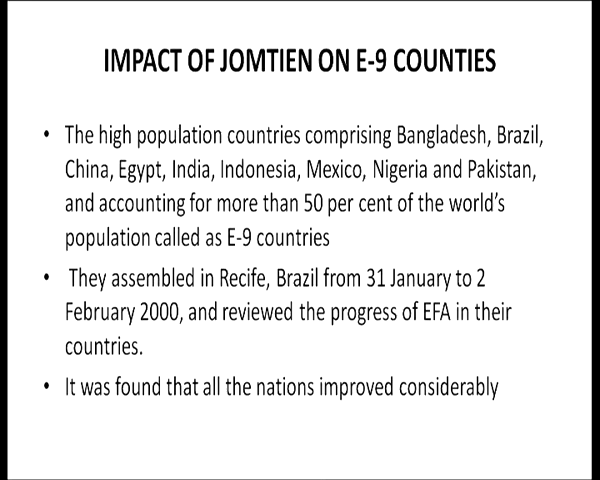 IMPACT OF JOMTIEN ON E-9 COUNTIES
• The high population countries comprising Bangladesh, Brazil,
China, Egypt, India, Indonesia, Mexico, Nigeria and Pakistan,
and accounting for more than 50 per cent of the world's
population called as E-9 countries
• They assembled in Recife, Brazil from 31 January to 2
February 2000, and reviewed the progress of EFA in their
countries.
• It was found that all the nations improved considerably